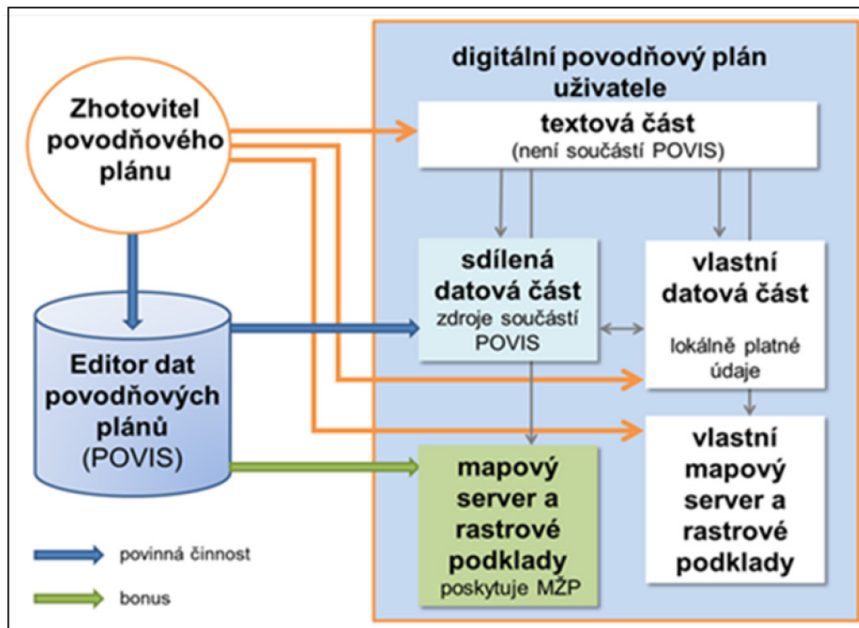 Zhotovitel
povodňového
plánu
Editor dat
povodňových
plánů
(POVIS)
povinná činnost
bonus
digitální povodňový plán
uživatele
textová část
(není součástí POVIS)
sdílená
datová část
zdroje součástí
POVIS
vlastní
datová část
lokálně platné
údaje
mapový
server a
rastrové
podklady
poskytuje MŽP
vlastní
mapový
server a
rastrové
podklady